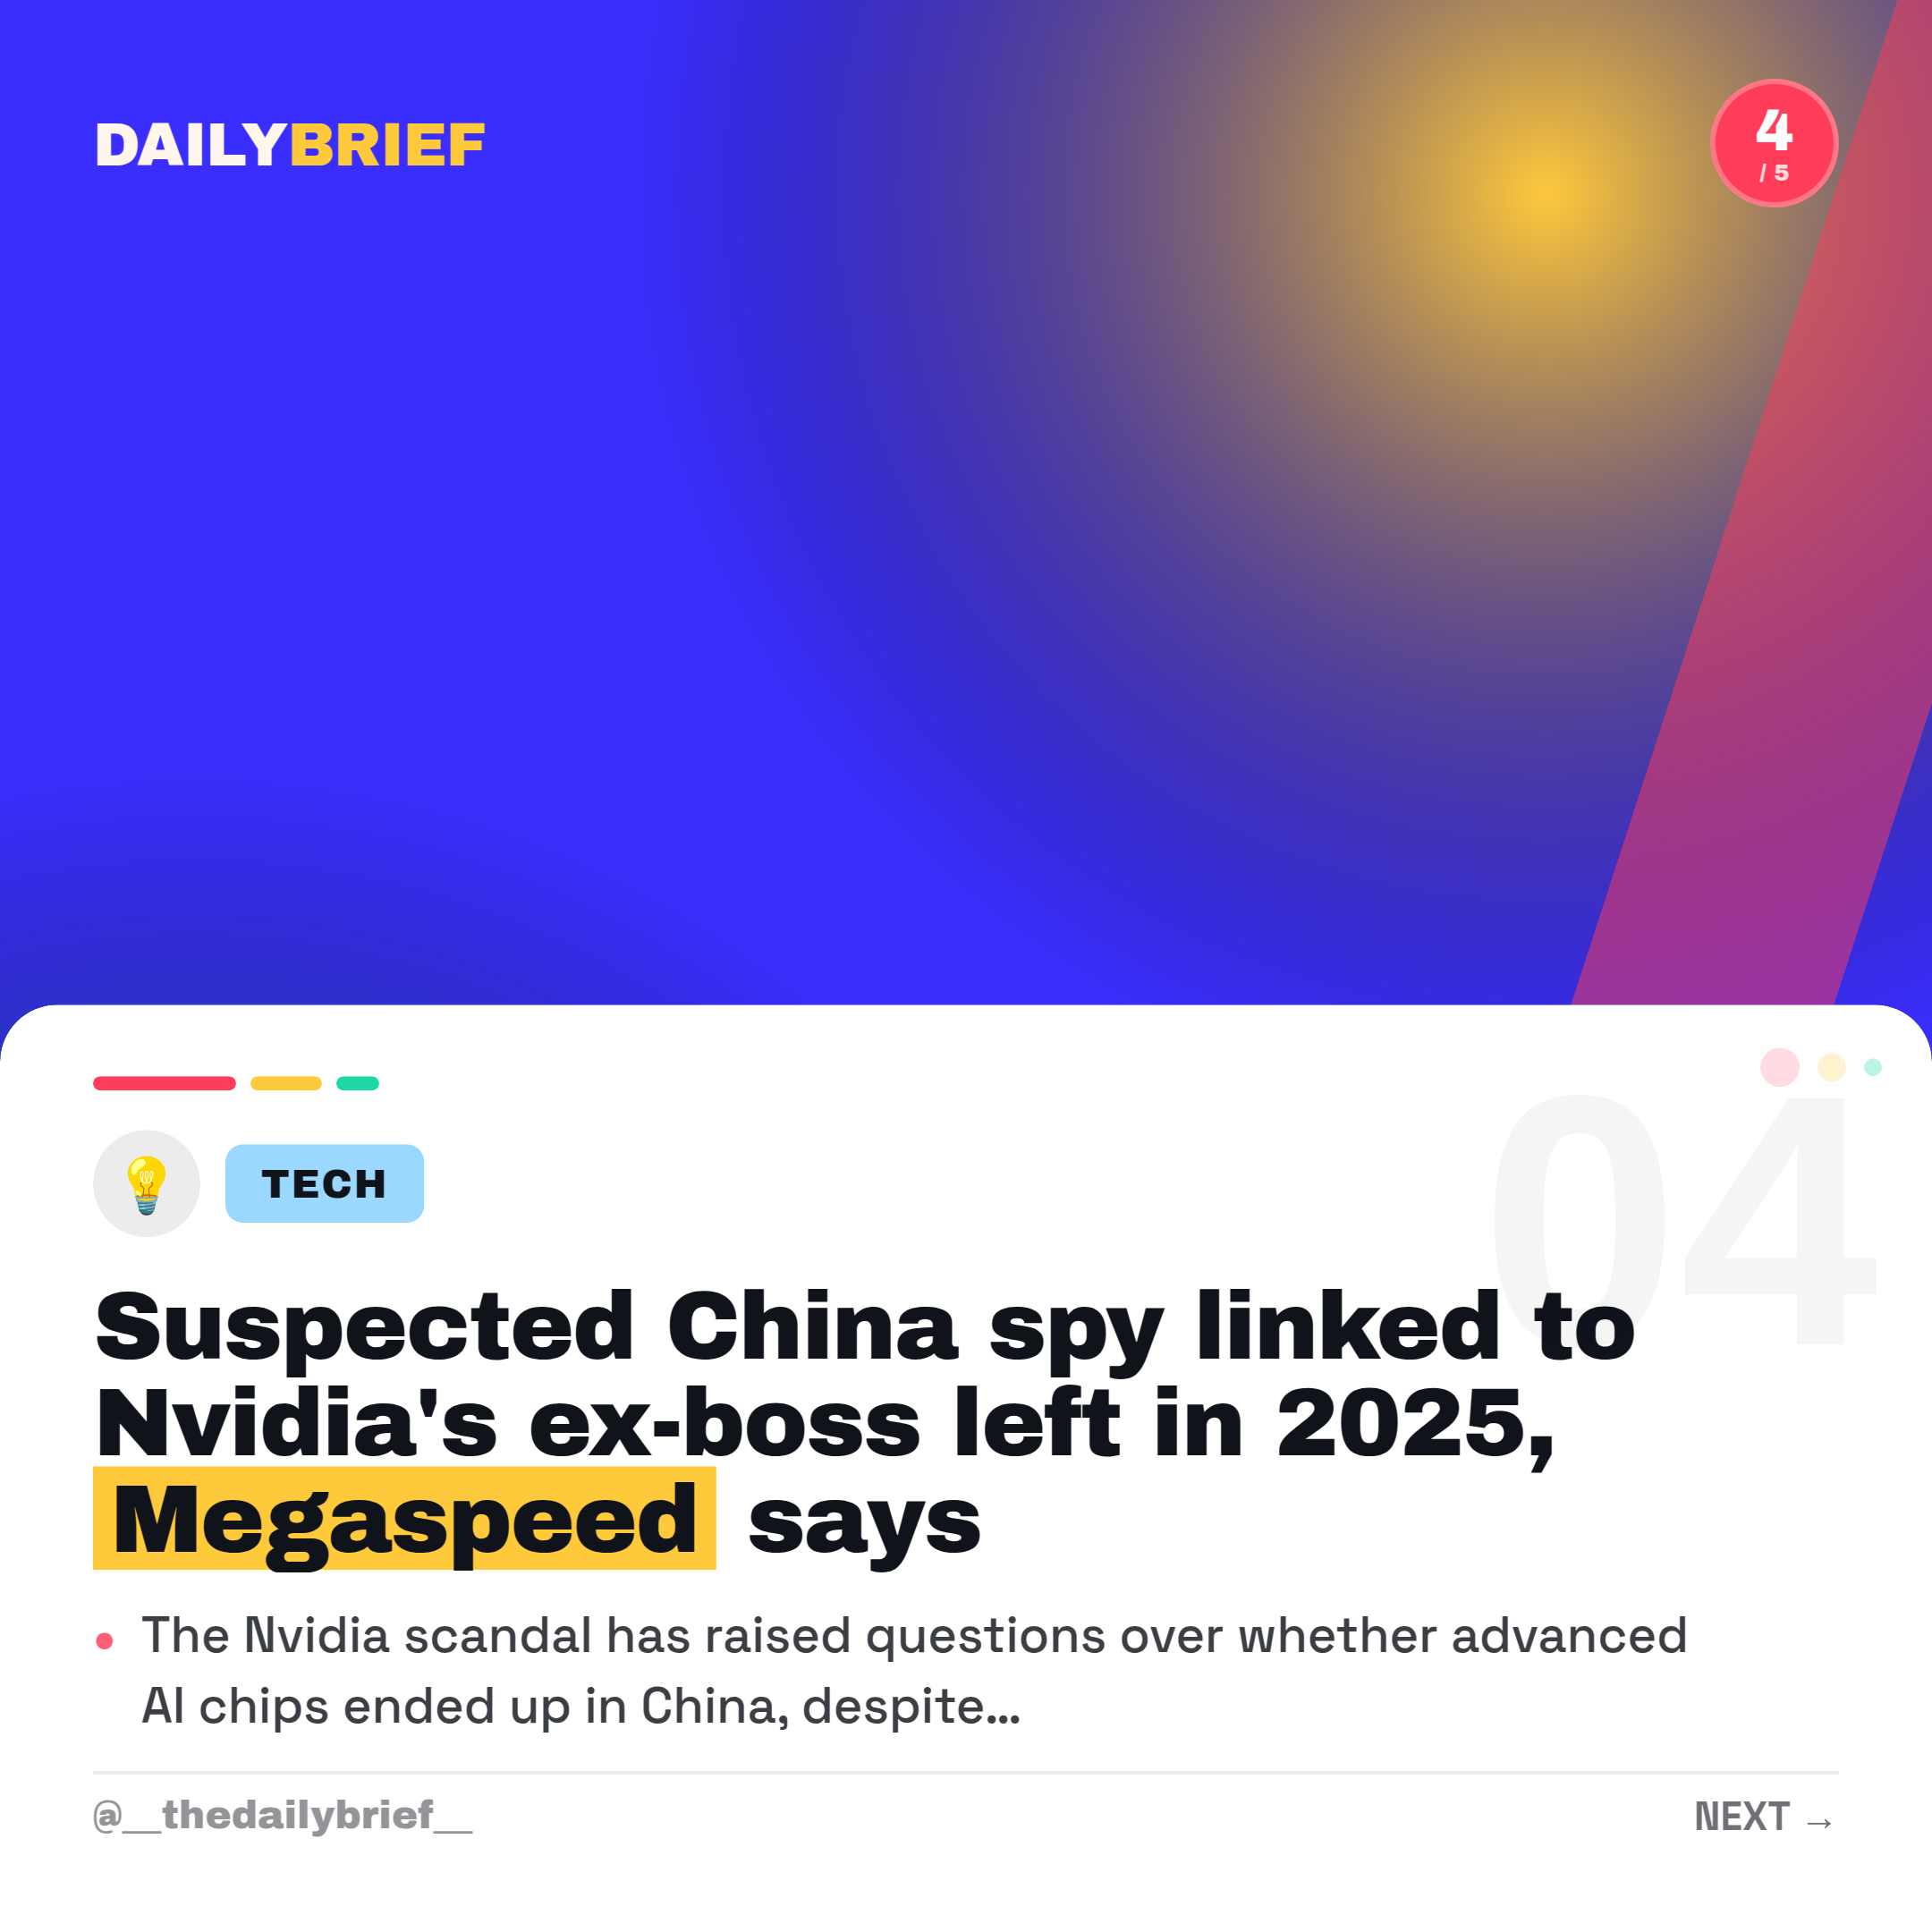 DAILYBRIEF
4
/ 5
04
TECH
Suspected China spy linked to
Nvidia's ex-boss left in 2025,
Megaspeed says
The Nvidia scandal has raised questions over whether advanced
AI chips ended up in China, despite...
@__thedailybrief__
NEXT →